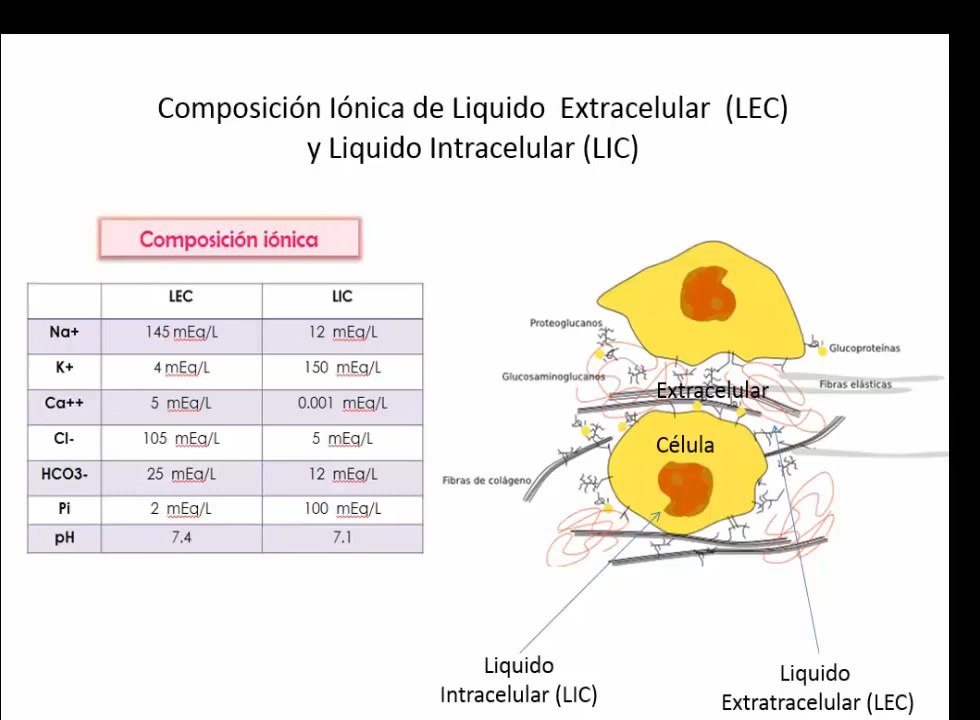 Composición Iónica de Liquido Extracelular (LEC)
y Liquido Intracelular (LIC)
Composición iónica
LEC LIC
Na+ 145 mEq/L 12 mEq/L
K+ 4 mEq/L 150 mEq/L
Ca++ 5 mEq/L 0.001 mEq/L
Cl- 105 mEq/L 5 mEq/L
HCO3- 25 mEq/L 12 mEq/L
Pi 2 mEq/L 100 mEq/L
pH 7.4 7.1
Proteoglucanos
Glucoproteínas
Glucosaminoglucanos
Extracelular
Fibras elásticas
Célula
Fibras de colágeno
Liquido
Intracelular (LIC)
Liquido
Extratracelular (LEC)